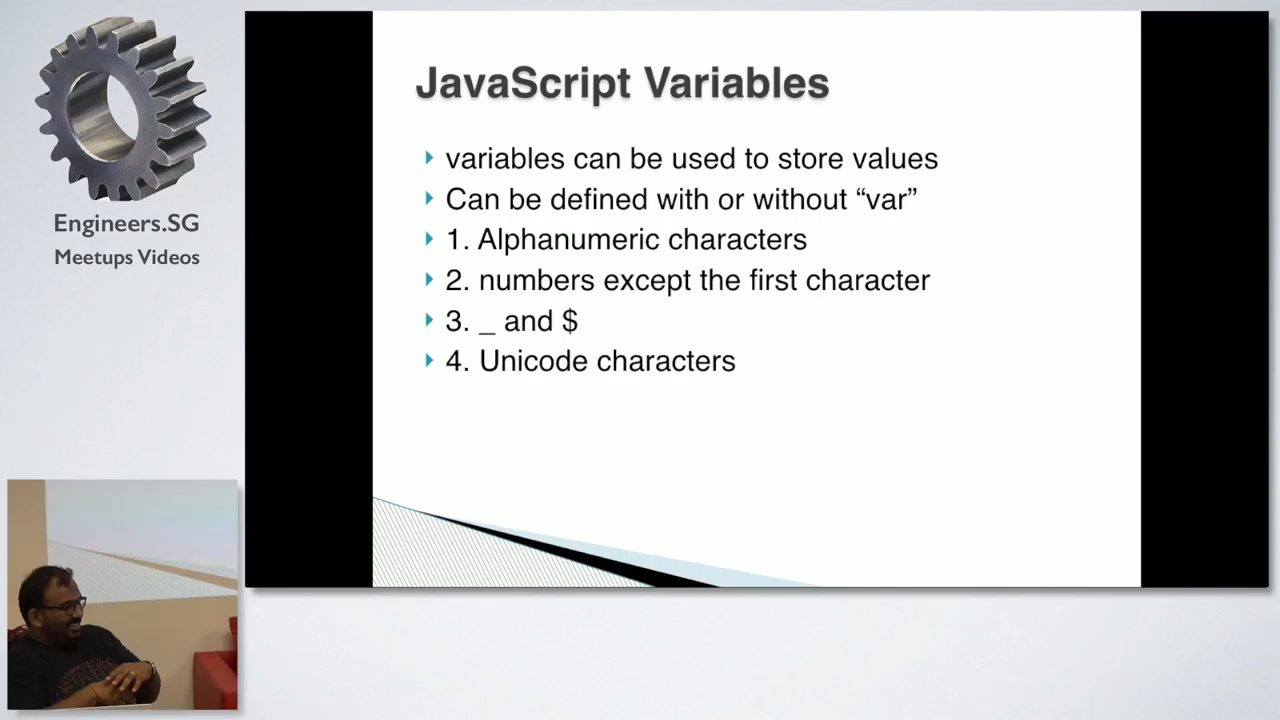 Engineers.SG
Meetups Videos
JavaScript Variables
variables can be used to store values
Can be defined with or without “var”
1. Alphanumeric characters
2. numbers except the first character
3. _ and $
4. Unicode characters